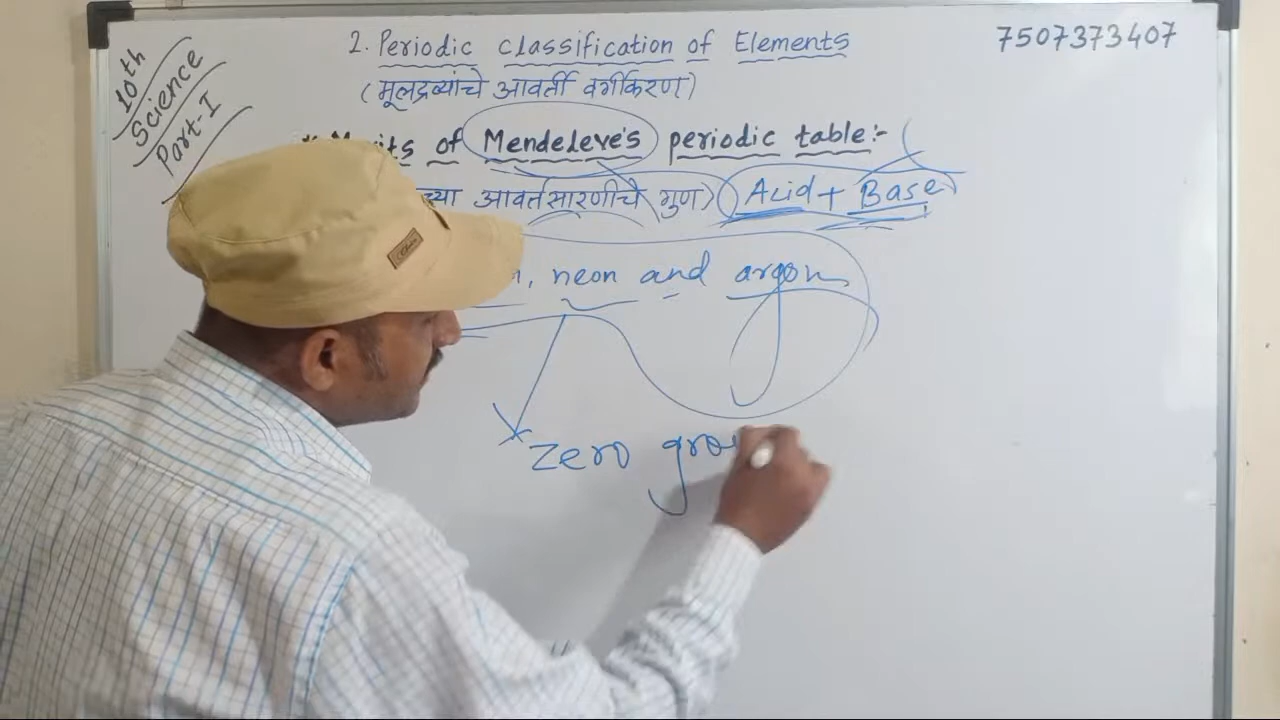 2. Periodic classification of Elements
7507373407
(मूलद्रव्यांचे आवर्ती वर्गीकरण)
10th
Science
Part-I
of Mendeleve's periodic table:-
च्या आवर्तसारणीचे गुण) Acid + Base
, neon and argon
zero gro